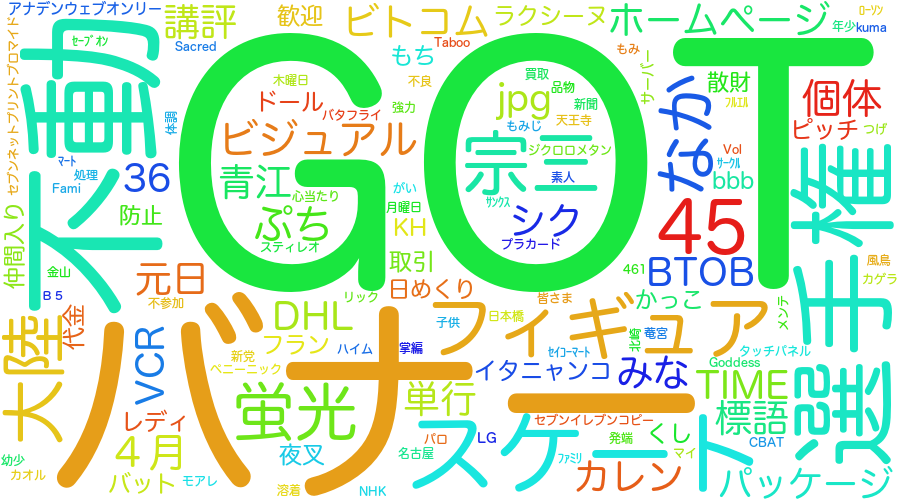 アナデンウェブオンリー
講評
歓迎
ビトコム
ラクシーヌ
ホームページ
ローソン
年少
kuma
セーブオン
Sacred
Taboo
もち
もみ
サーバー
GOT
不動
セブンネットプリントブロマイド
体調
木曜日
不良
買取
品物
散財
フルエル
個体
ドール
バタフライ
強力
jpg
新聞
天王寺
ピッチ
つげ
ビジュアル
もみじ
ジクロロメタン
Vol
マート
処理
Fami
36
青江
心当たり
がい
宗三
素人
なか
サークル
bbb
選手権
防止
ぷち
月曜日
サンクス
シク
45
仲間入り
スティレオ
KH
プラカード
金山
取引
461
BTOB
風鳥
カゲラ
B5
元日
不参加
リック
日めくり
皆さま
かっこ
メンテ
大陸
代金
VCR
DHL
子供
日本橋
フィギュア
竜宮
北崎
フラン
新党
ベニーニック
ハイム
掌編
セイコーマート
タッチパネル
Goddess
バナー
イタニャンコ
みな
TIME
レディ
蛍光
単行
セブンイレブンコピー
標語
4月
パロ
LG
スケート
発端
くし
CBAT
幼少
カオル
バット
モアレ
夜叉
名古屋
ファミリ
マイ
溶着
NHK
カレン
パッケージ